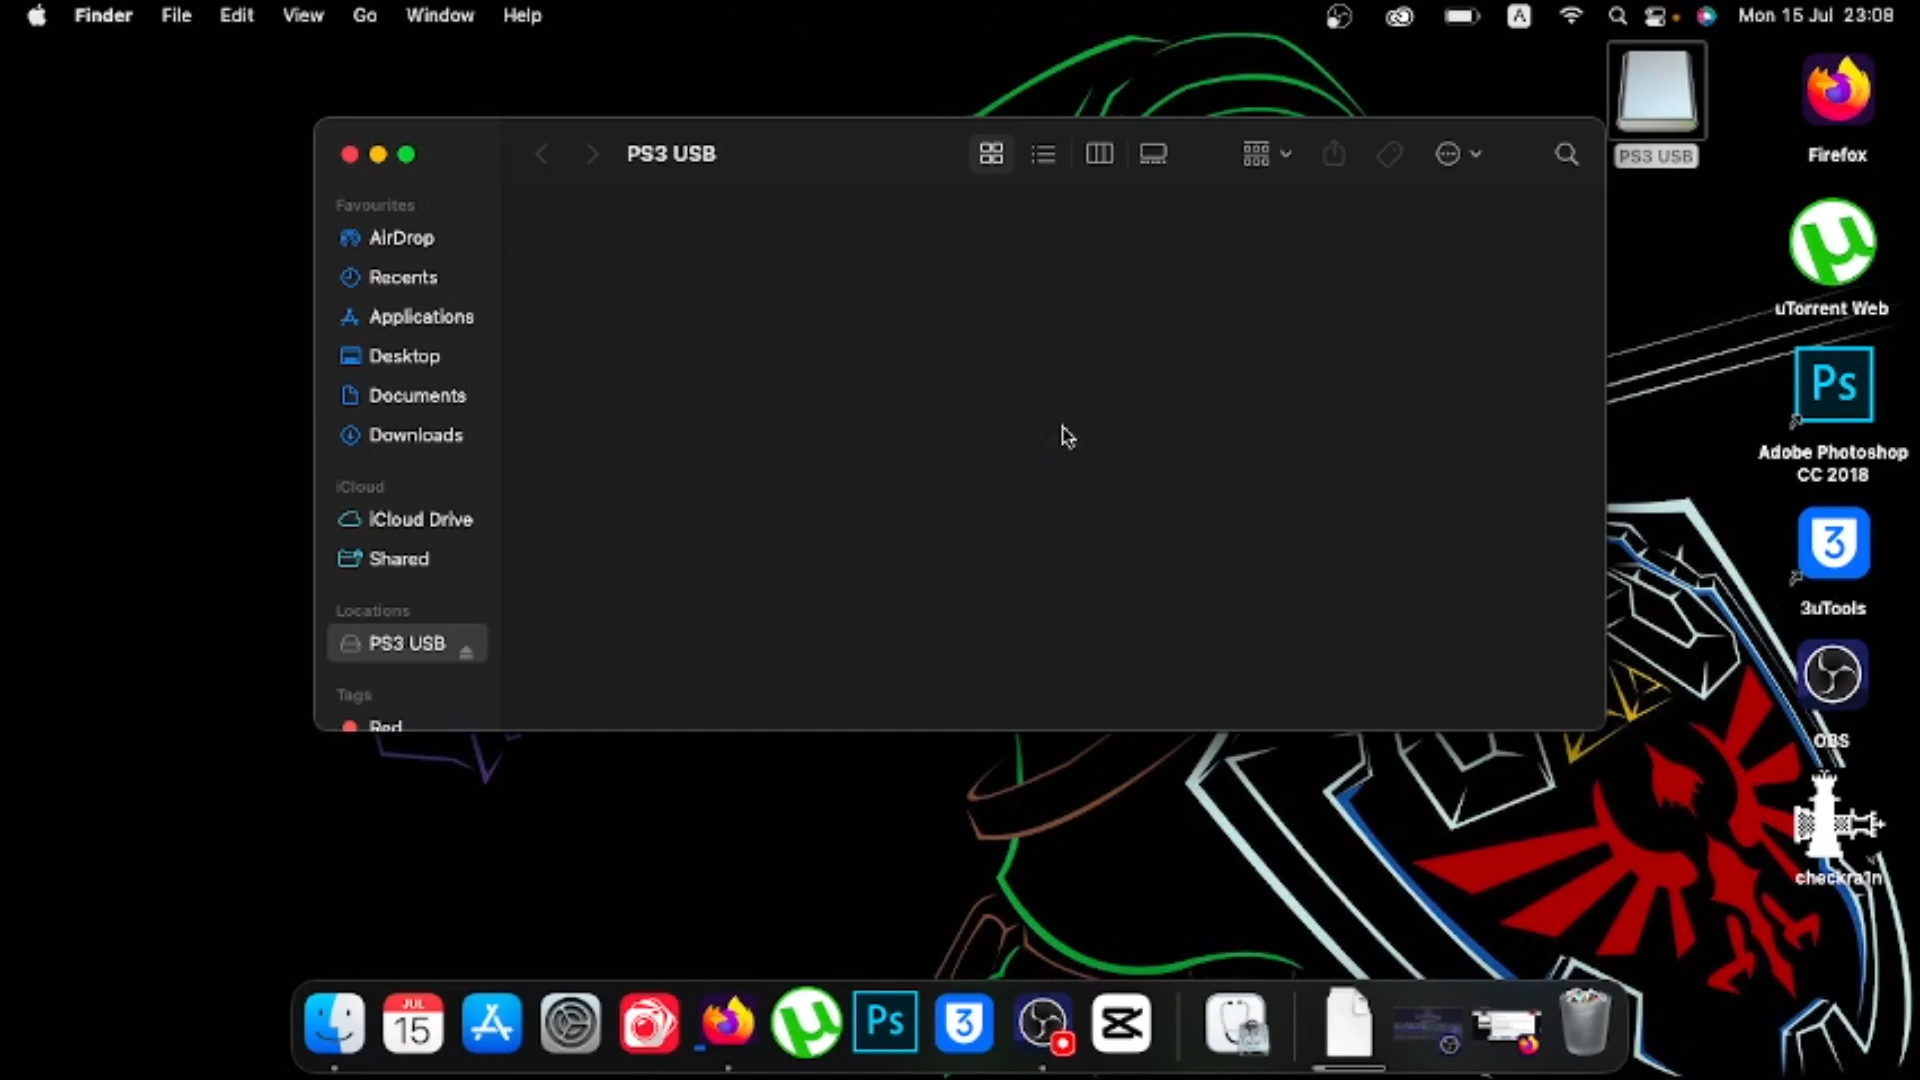 Finder File Edit View Go Window Help
A
Mon 15 Jul 23:08
PS3 USB
PS3 USB
Firefox
Favourites
AirDrop
Recents
Applications
Desktop
Documents
Downloads
iCloud
iCloud Drive
Shared
Locations
PS3 USB
Tags
Red
µ
uTorrent Web
Ps
Adobe Photoshop
CC 2018
3
3uTools
OBS
checkra1n
JUL
15
µ
Ps
3